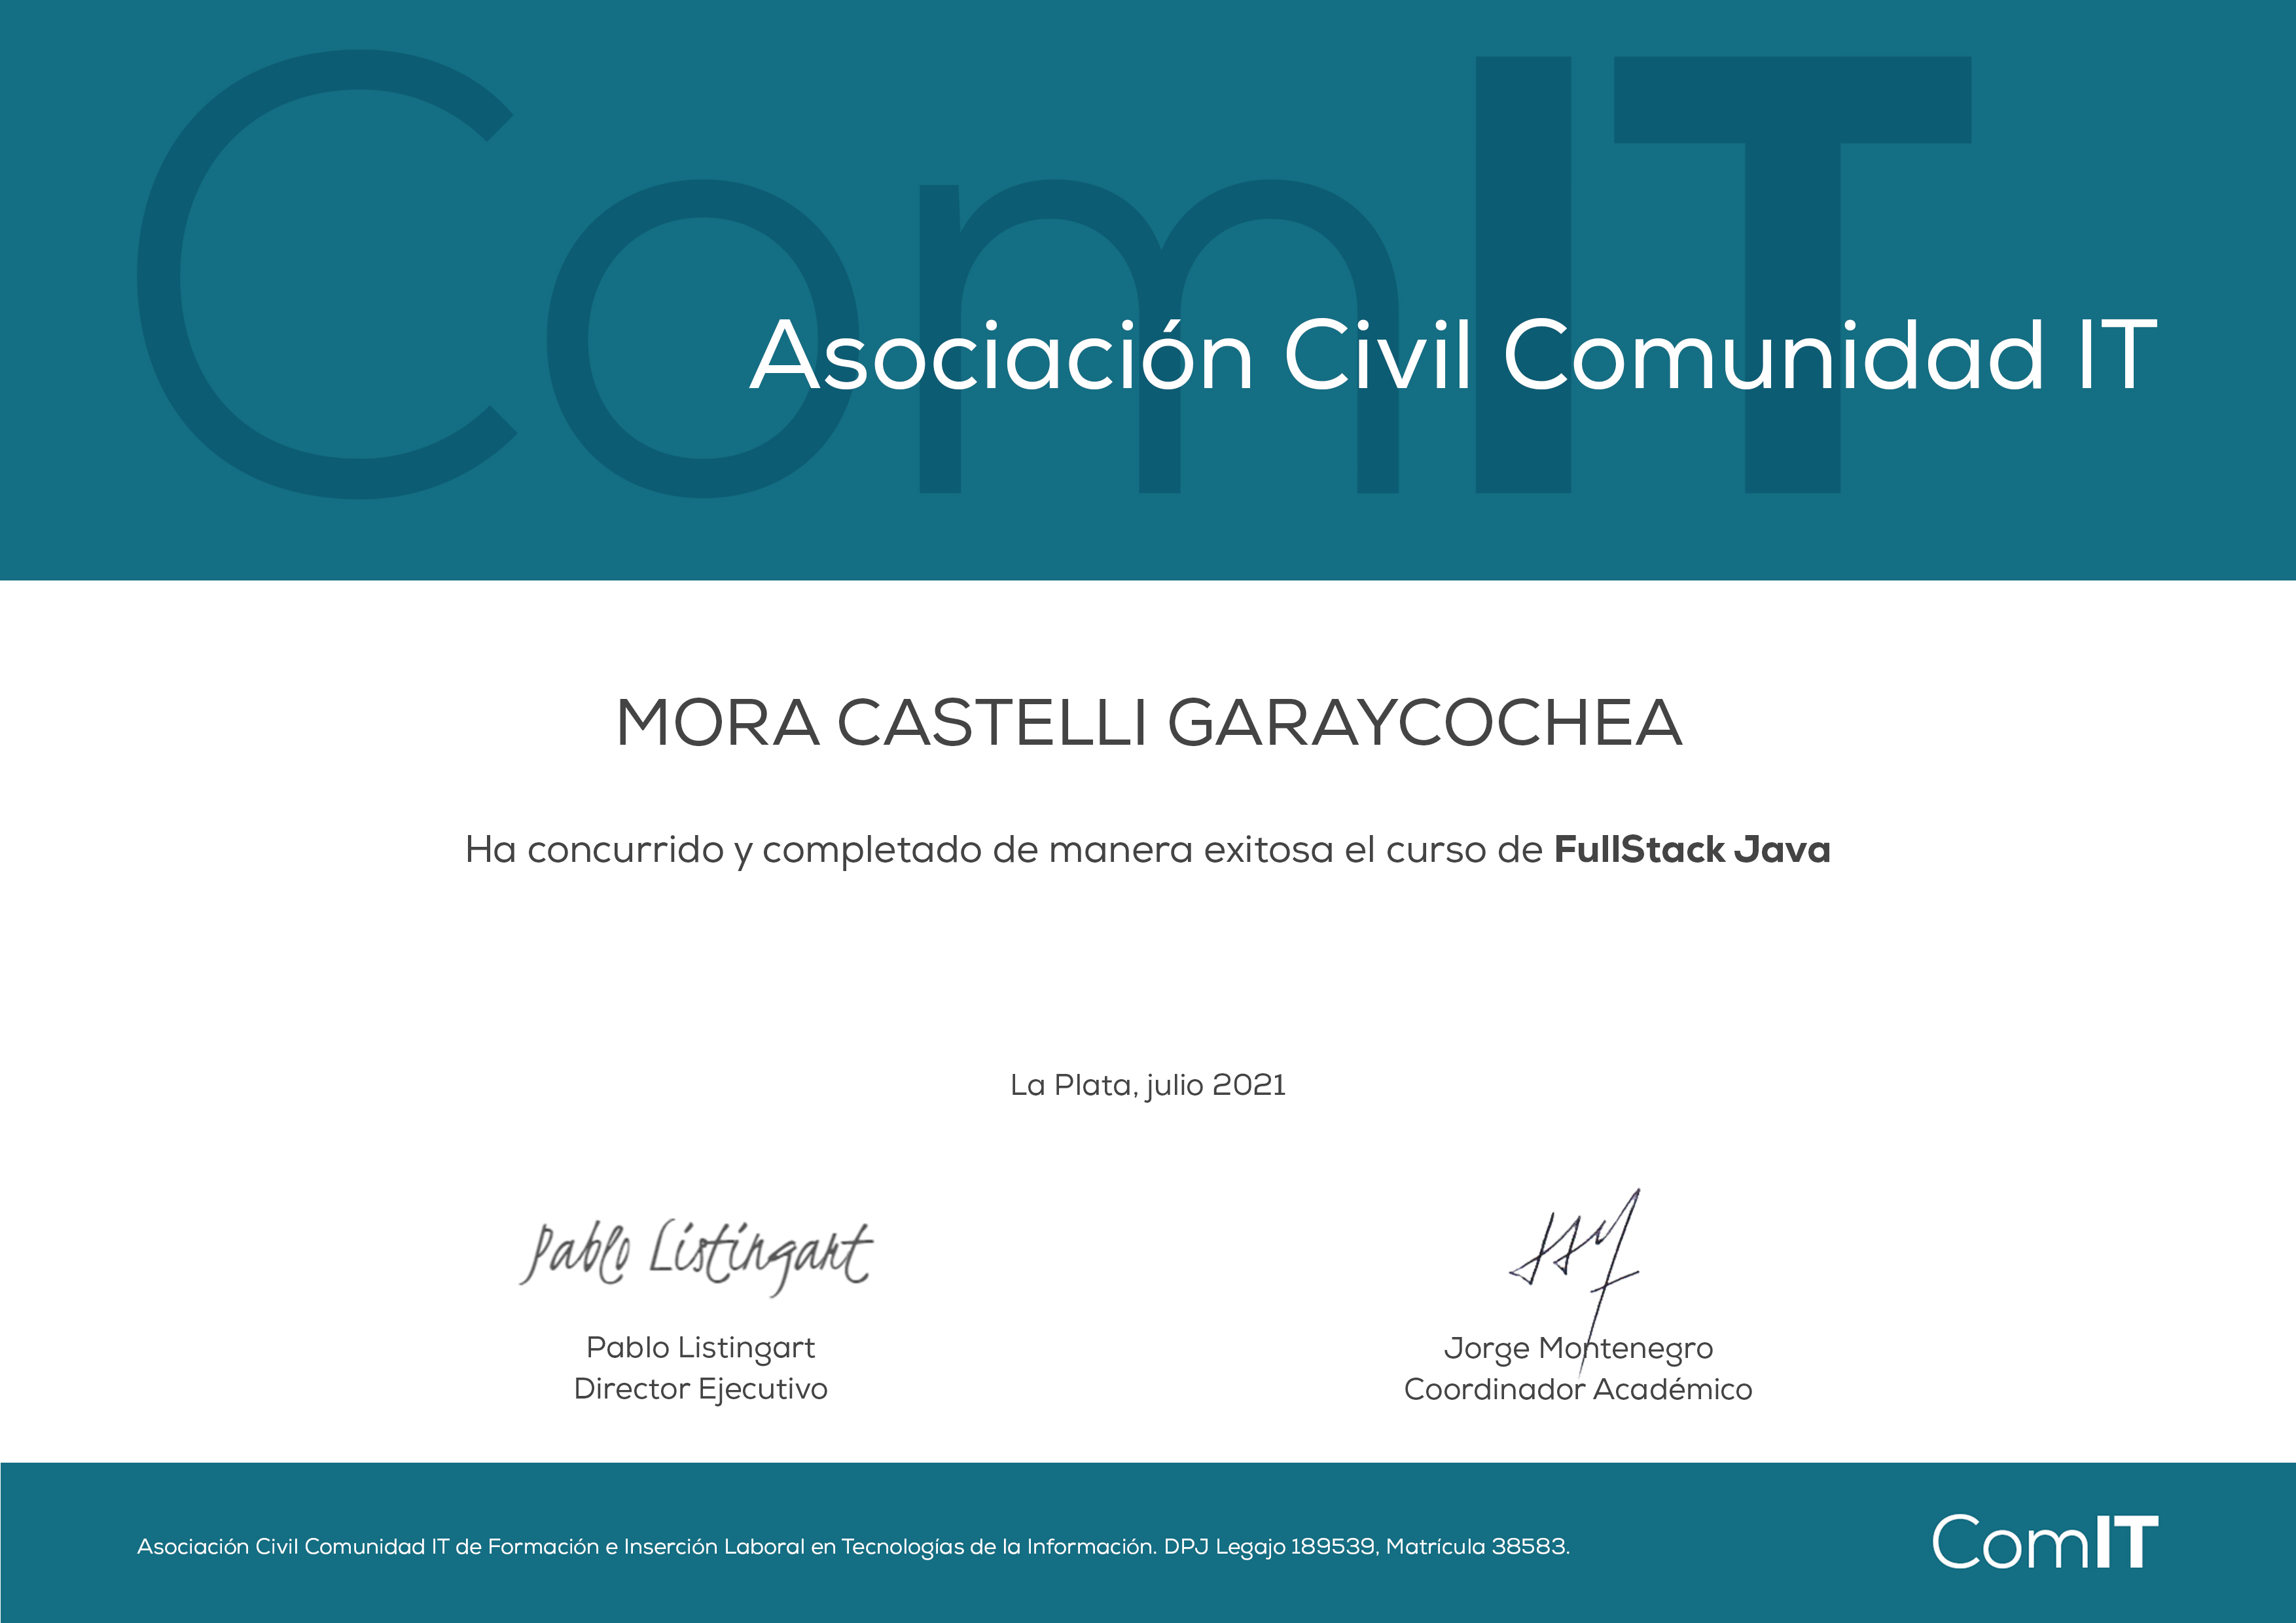 ComIT
Asociación Civil Comunidad IT
MORA CASTELLI GARAYCOCHEA
Ha concurrido y completado de manera exitosa el curso de FullStack Java
La Plata, julio 2021
Pablo Listingart
Pablo Listingart
Director Ejecutivo
Jorge Montenegro
Coordinador Académico
Asociación Civil Comunidad IT de Formación e Inserción Laboral en Tecnologías de la Información. DPJ Legajo 189539, Matrícula 38583.
ComIT